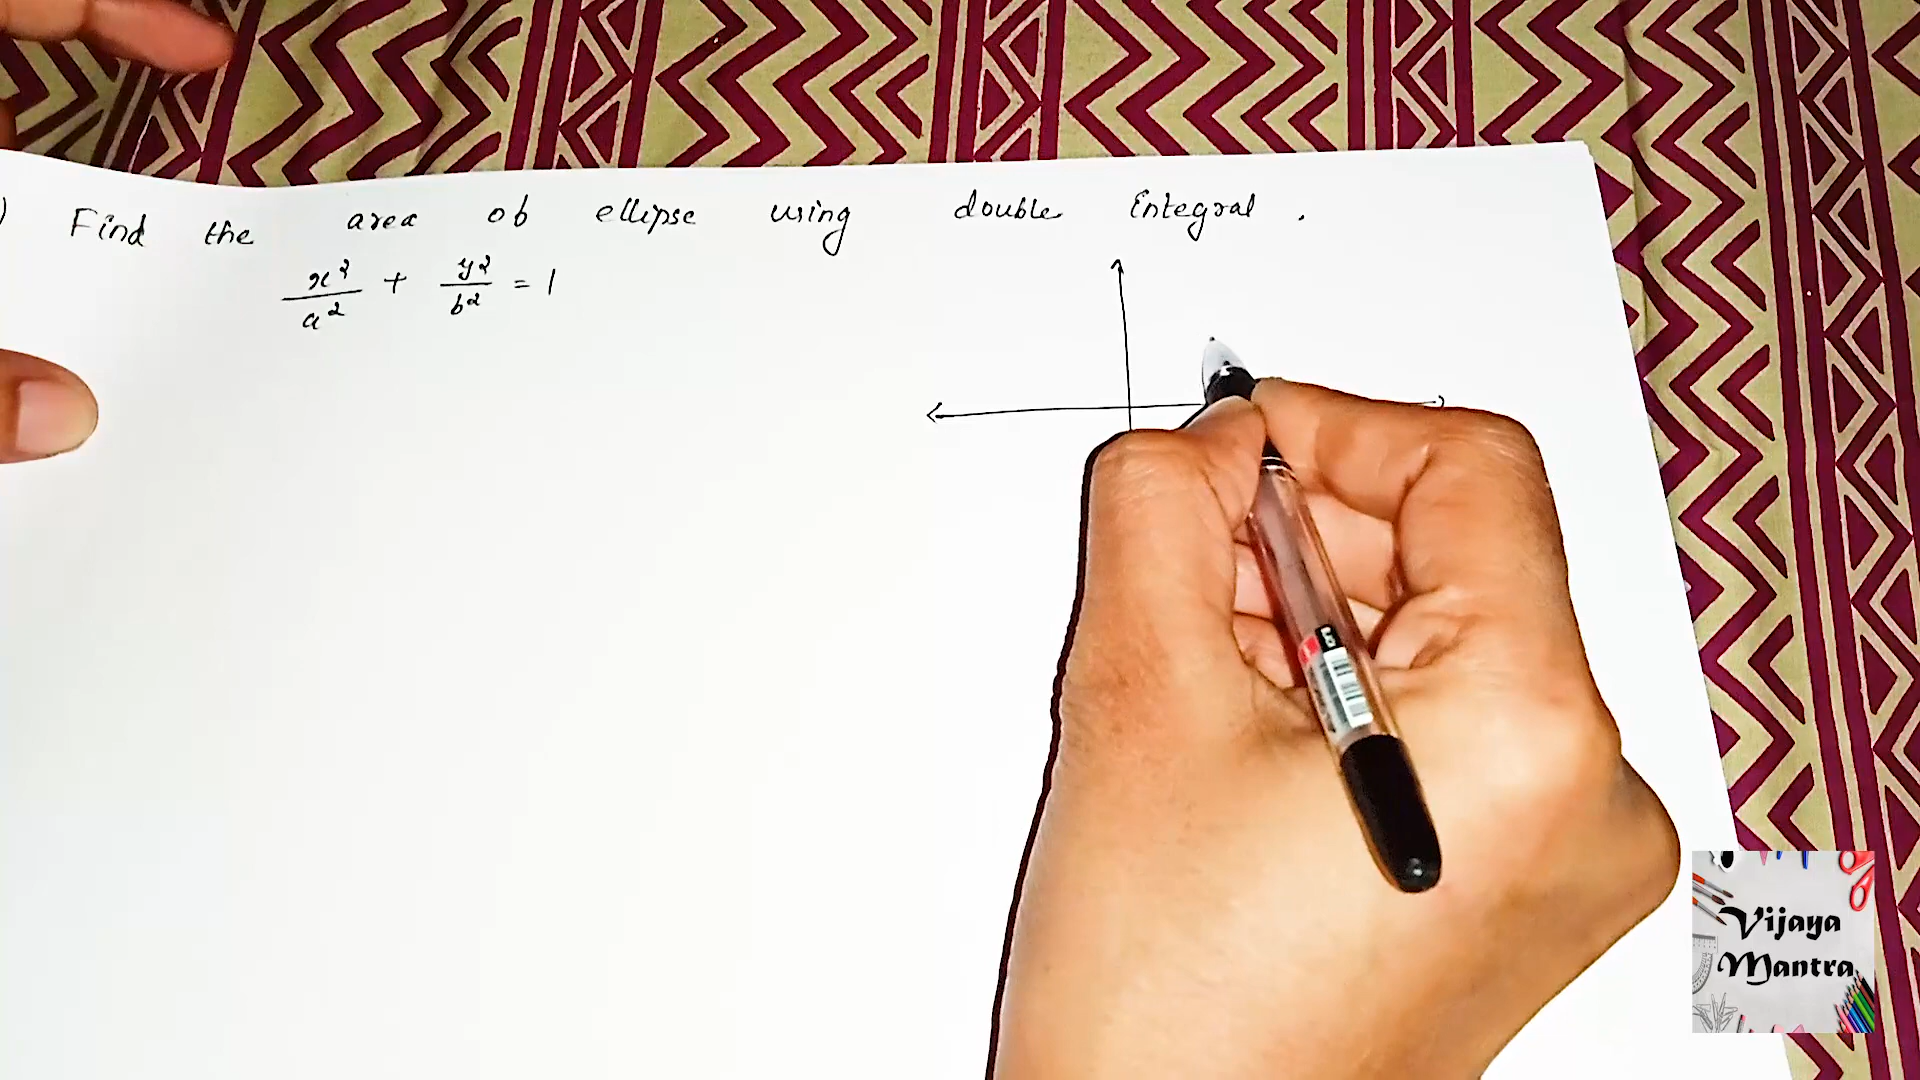 ) Find the area of ellipse using double integral .
x²/a² + y²/b² = 1
Vijaya
Mantra